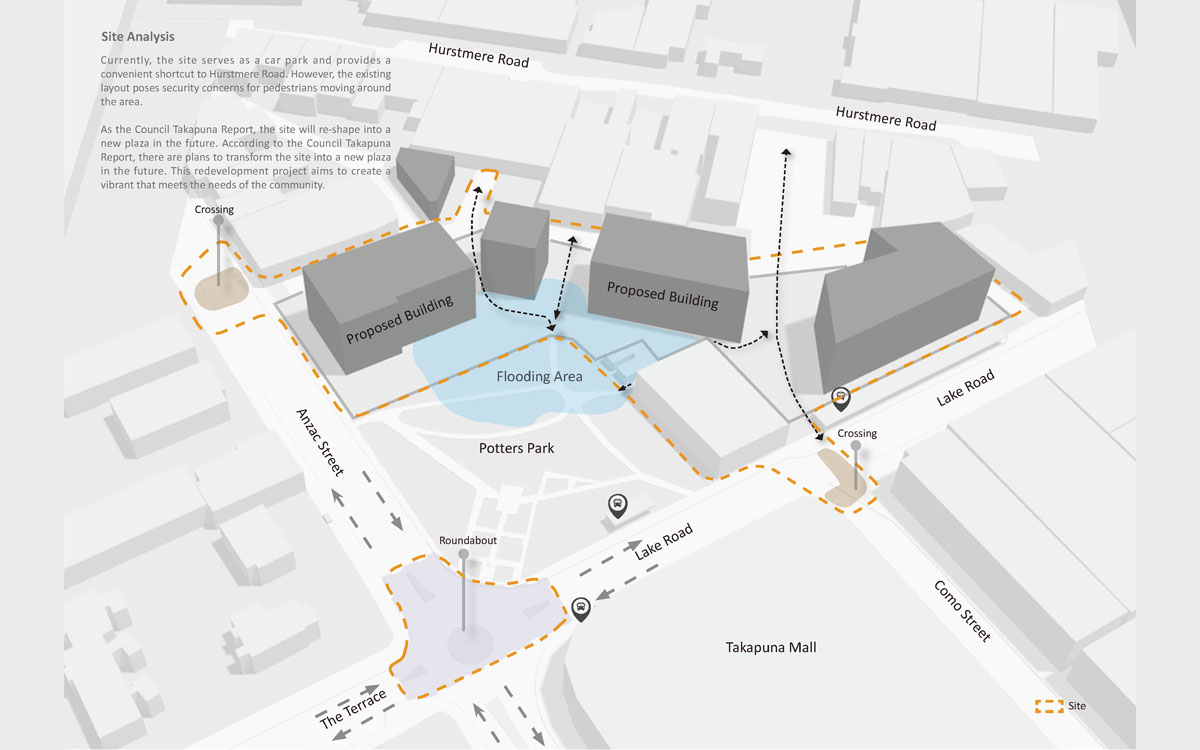 Site Analysis
Currently, the site serves as a car park and provides a
convenient shortcut to Hurstmere Road. However, the existing
layout poses security concerns for pedestrians moving around
the area.
As the Council Takapuna Report, the site will re-shape into a
new plaza in the future. According to the Council Takapuna
Report, there are plans to transform the site into a new plaza
in the future. This redevelopment project aims to create a
vibrant that meets the needs of the community.
Hurstmere Road
Hurstmere Road
Crossing
Proposed Building
Proposed Building
Flooding Area
Lake Road
Anzac Street
Potters Park
Crossing
Roundabout
Lake Road
Como Street
Takapuna Mall
The Terrace
Site